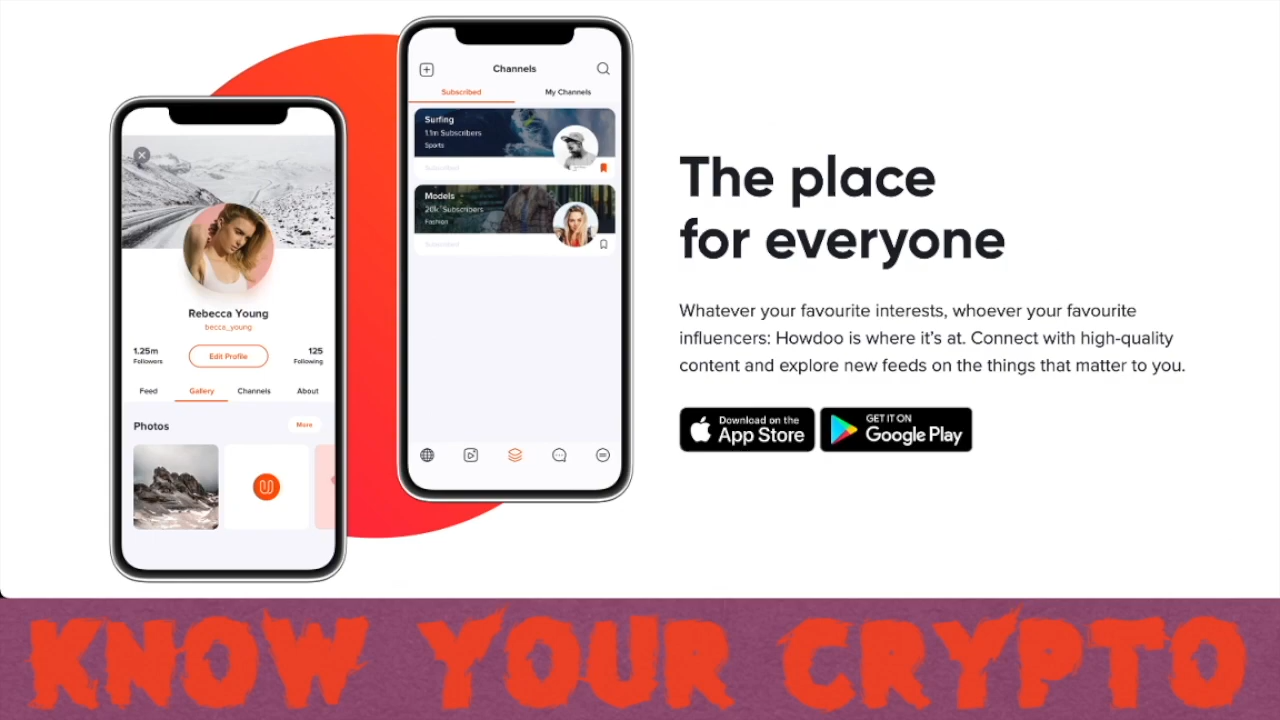 Rebecca Young
becca_young
1.25m
Followers
Edit Profile
125
Following
Feed
Gallery
Channels
About
Photos
More
Channels
Subscribed
My Channels
Surfing
1.1m Subscribers
Sports
Subscribed
Models
20k Subscribers
Fashion
Subscribed
The place
for everyone
Whatever your favourite interests, whoever your favourite
influencers: Howdoo is where it's at. Connect with high-quality
content and explore new feeds on the things that matter to you.
Download on the
App Store
GET IT ON
Google Play
KNOW YOUR CRYPTO